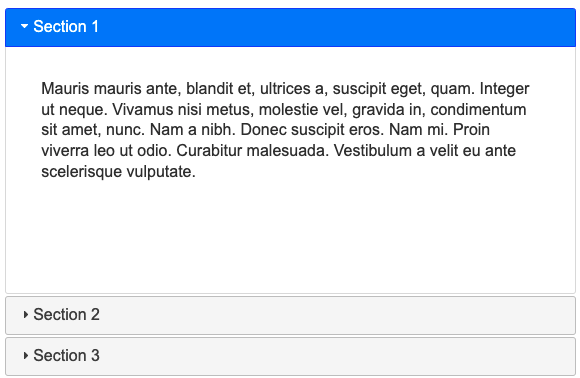 Section 1
Mauris mauris ante, blandit et, ultrices a, suscipit eget, quam. Integer
ut neque. Vivamus nisi metus, molestie vel, gravida in, condimentum
sit amet, nunc. Nam a nibh. Donec suscipit eros. Nam mi. Proin
viverra leo ut odio. Curabitur malesuada. Vestibulum a velit eu ante
scelerisque vulputate.
Section 2
Section 3